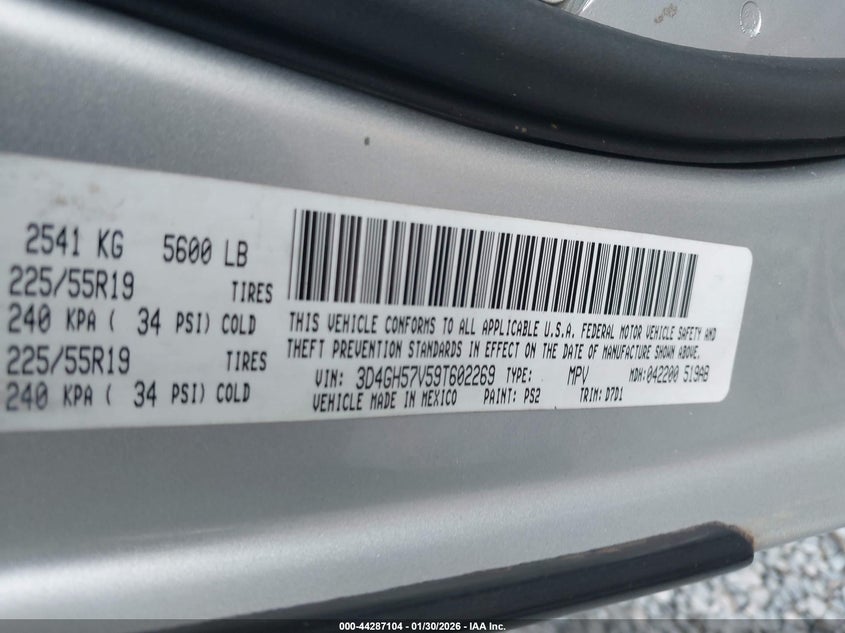 2541 KG 5600 LB
225/55R19 TIRES
240 KPA ( 34 PSI) COLD
225/55R19 TIRES
240 KPA ( 34 PSI) COLD
THIS VEHICLE CONFORMS TO ALL APPLICABLE U.S.A. FEDERAL MOTOR VEHICLE SAFETY AND
THEFT PREVENTION STANDARDS IN EFFECT ON THE DATE OF MANUFACTURE SHOWN ABOVE.
VIN: 3D4GH57V59T602269 TYPE: MPV MDH:042200 519AB
VEHICLE MADE IN MEXICO PAINT: PS2 TRIM: D7D1
000-44287104 - 01/30/2026 - IAA Inc.